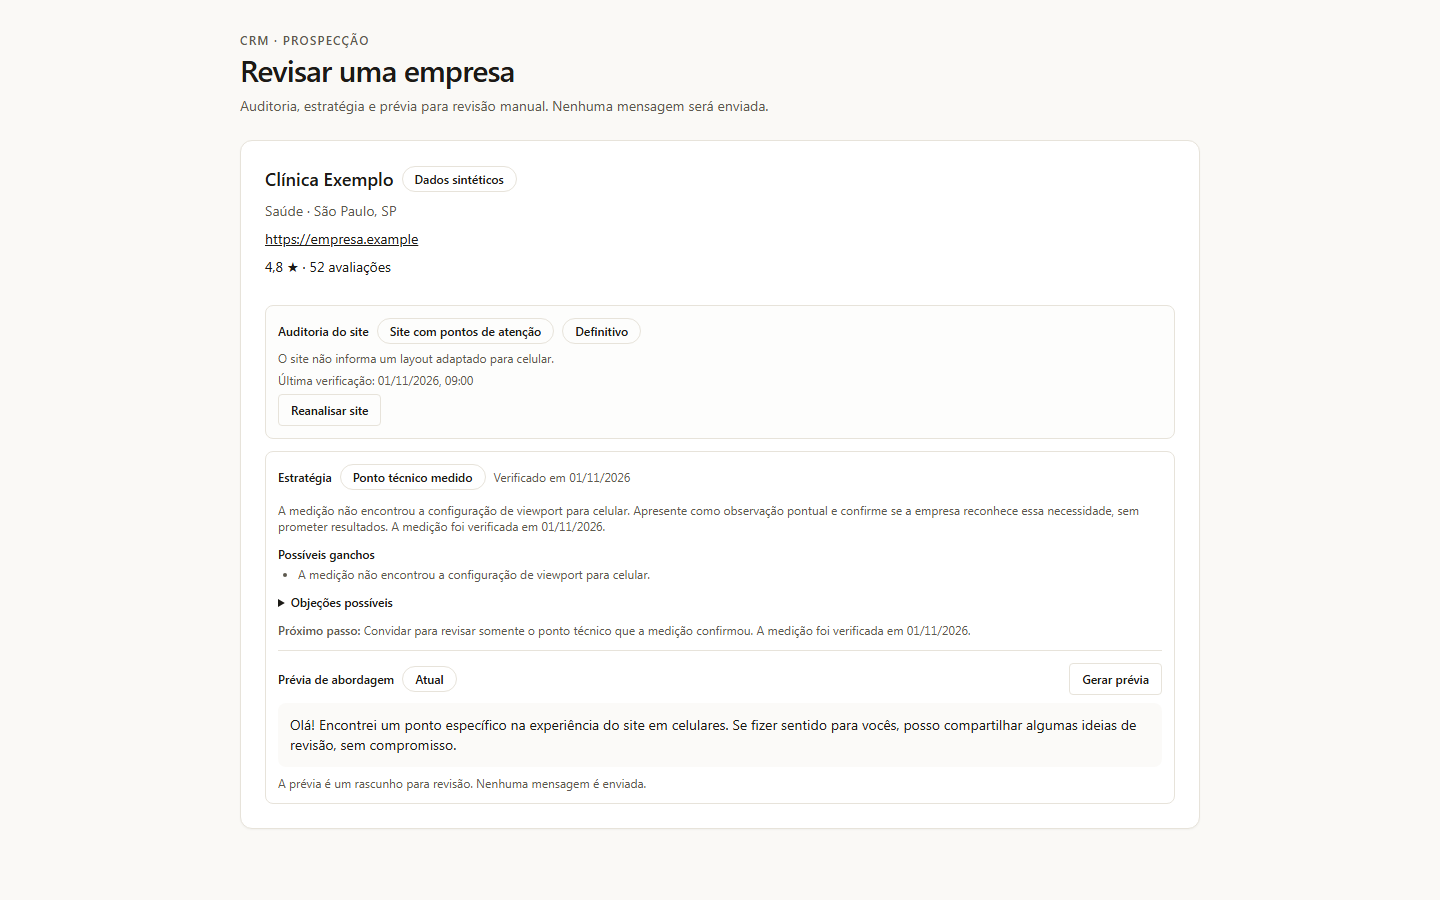 CRM · PROSPECÇÃO
Revisar uma empresa
Auditoria, estratégia e prévia para revisão manual. Nenhuma mensagem será enviada.
Clínica Exemplo Dados sintéticos
Saúde · São Paulo, SP
https://empresa.example
4,8 ★ · 52 avaliações
Auditoria do site Site com pontos de atenção Definitivo
O site não informa um layout adaptado para celular.
Última verificação: 01/11/2026, 09:00
Reanalisar site
Estratégia Ponto técnico medido Verificado em 01/11/2026
A medição não encontrou a configuração de viewport para celular. Apresente como observação pontual e confirme se a empresa reconhece essa necessidade, sem
prometer resultados. A medição foi verificada em 01/11/2026.
Possíveis ganchos
• A medição não encontrou a configuração de viewport para celular.
▶ Objeções possíveis
Próximo passo: Convidar para revisar somente o ponto técnico que a medição confirmou. A medição foi verificada em 01/11/2026.
Prévia de abordagem Atual Gerar prévia
Olá! Encontrei um ponto específico na experiência do site em celulares. Se fizer sentido para vocês, posso compartilhar algumas ideias de
revisão, sem compromisso.
A prévia é um rascunho para revisão. Nenhuma mensagem é enviada.